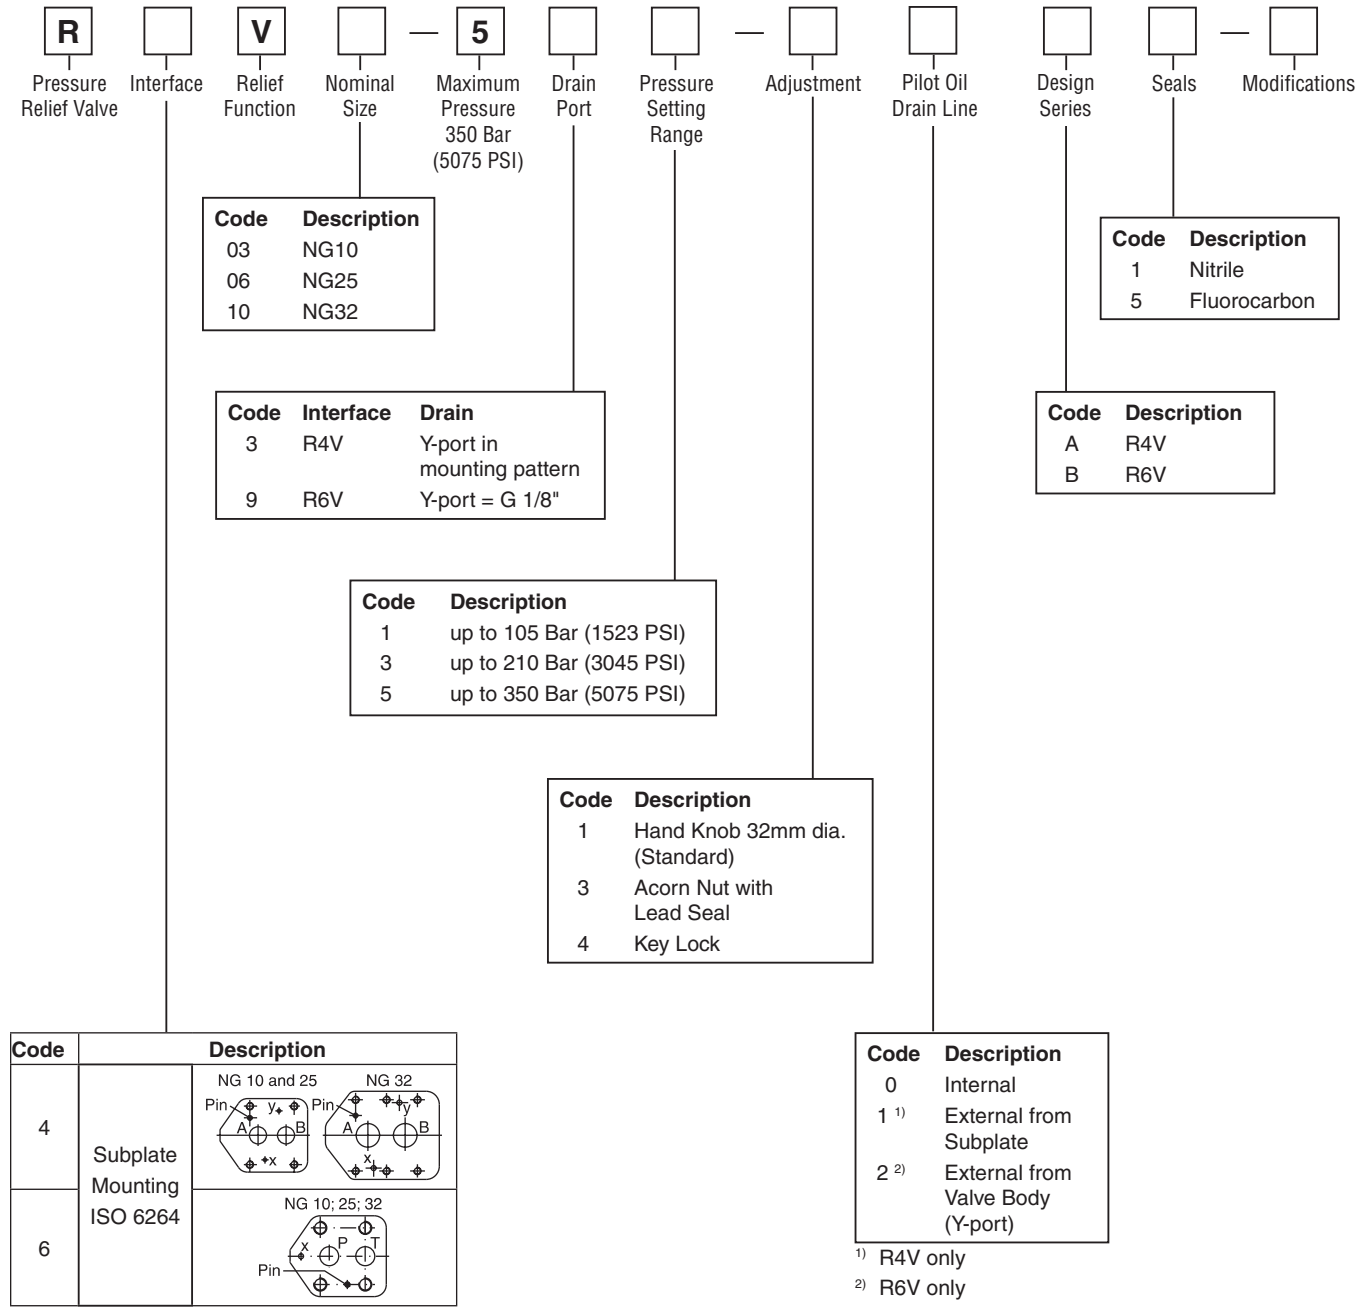 R V — 5 — —
Pressure Relief Valve
Interface
Relief Function
Nominal Size
Maximum Pressure 350 Bar (5075 PSI)
Drain Port
Pressure Setting Range
Adjustment
Pilot Oil Drain Line
Design Series
Seals
Modifications
Code Description
03 NG10
06 NG25
10 NG32
Code Description
1 Nitrile
5 Fluorocarbon
Code Interface Drain
3 R4V Y-port in
mounting pattern
9 R6V Y-port = G 1/8"
Code Description
A R4V
B R6V
Code Description
1 up to 105 Bar (1523 PSI)
3 up to 210 Bar (3045 PSI)
5 up to 350 Bar (5075 PSI)
Code Description
1 Hand Knob 32mm dia.
(Standard)
3 Acorn Nut with
Lead Seal
4 Key Lock
Code Description
4
Subplate
Mounting
ISO 6264
NG 10 and 25
Pin y
A B
x
NG 32
Pin y
A B
x
6
NG 10; 25; 32
x P T
Pin
Code Description
0 Internal
1 1) External from
Subplate
2 2) External from
Valve Body
(Y-port)
1) R4V only
2) R6V only